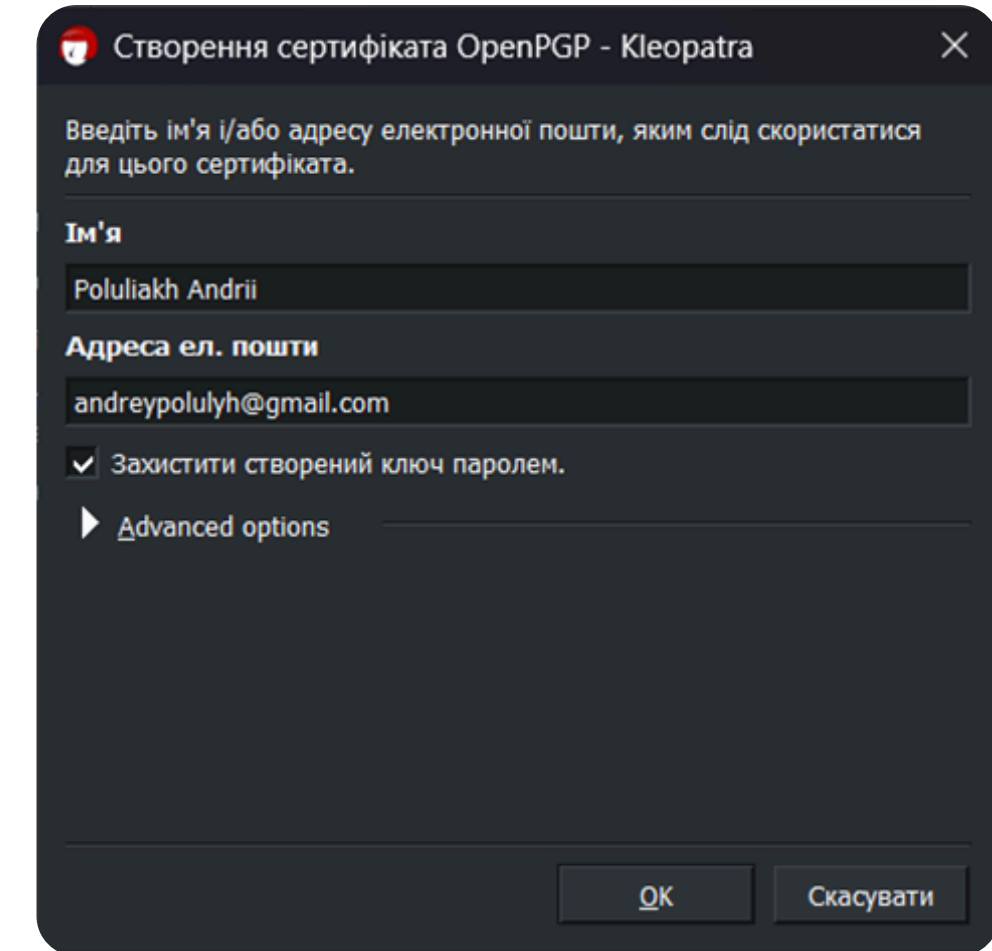 Створення сертифіката OpenPGP - Kleopatra
Введіть ім'я і/або адресу електронної пошти, яким слід скористатися
для цього сертифіката.
Ім'я
Poluliakh Andrii
Адреса ел. пошти
andreypolulyh@gmail.com
Захистити створений ключ паролем.
Advanced options
OK
Скасувати